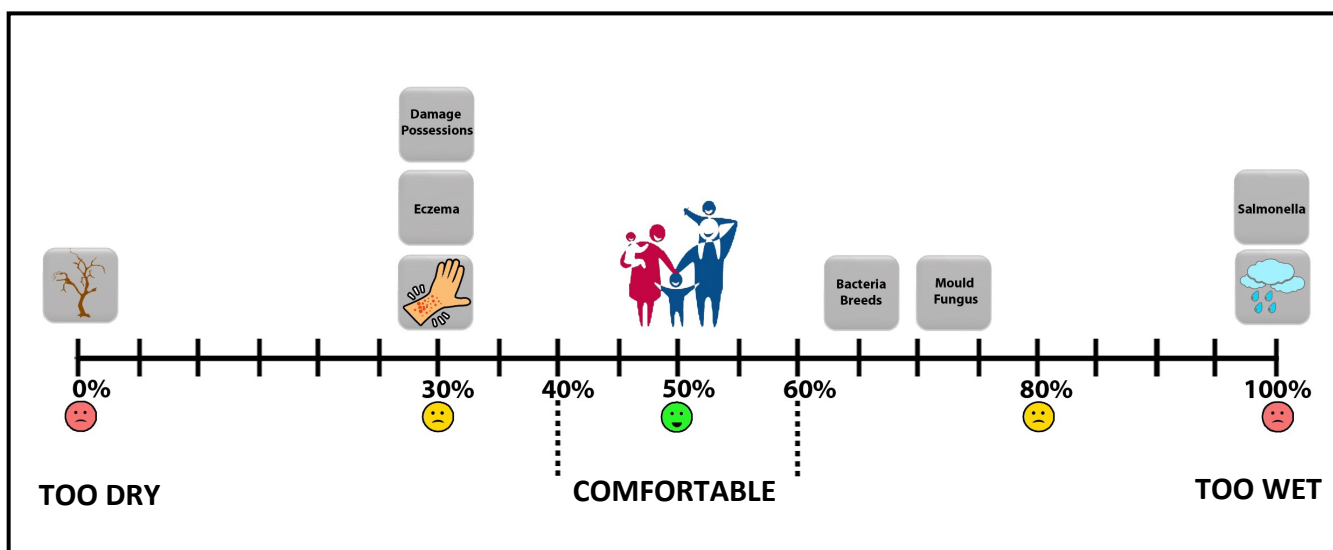 Damage
Possessions
Eczema
Salmonella
Bacteria
Breeds
Mould
Fungus
0%
30%
40%
50%
60%
80%
100%
TOO DRY
COMFORTABLE
TOO WET